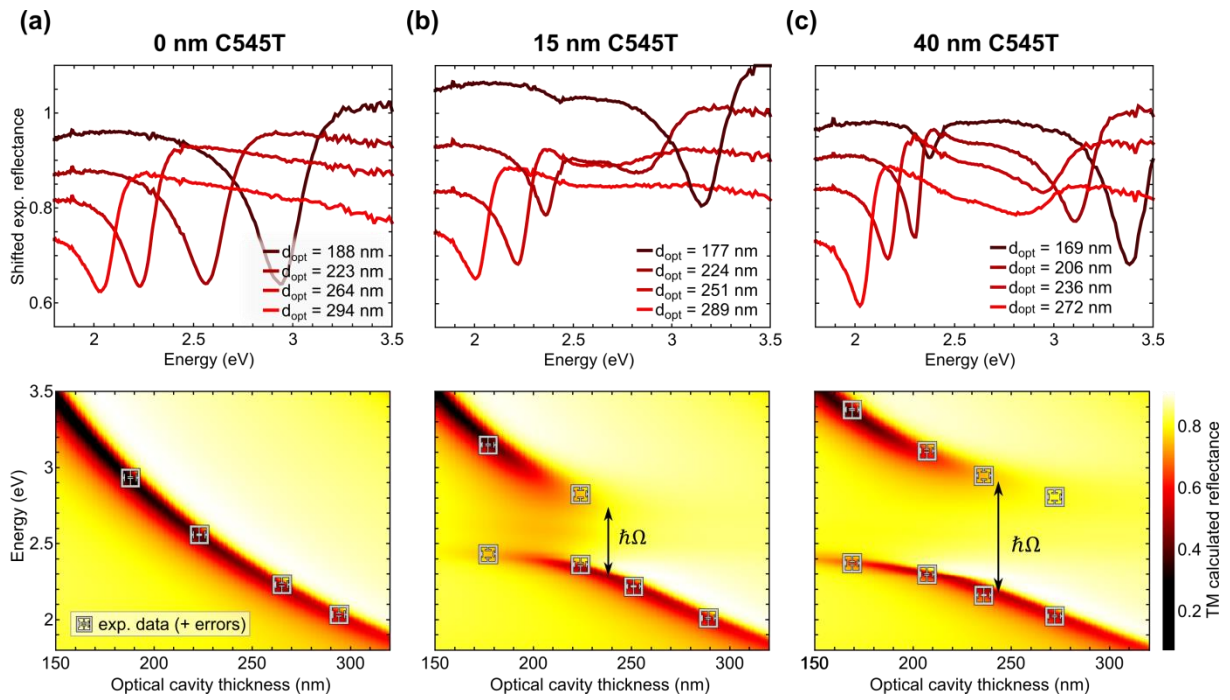 (a)
0 nm C545T
(b)
15 nm C545T
(c)
40 nm C545T
Shifted exp. reflectance
1
0.8
0.6
d_opt = 188 nm
d_opt = 223 nm
d_opt = 264 nm
d_opt = 294 nm
2
2.5
3
3.5
Energy (eV)
d_opt = 177 nm
d_opt = 224 nm
d_opt = 251 nm
d_opt = 289 nm
2
2.5
3
3.5
Energy (eV)
d_opt = 169 nm
d_opt = 206 nm
d_opt = 236 nm
d_opt = 272 nm
2
2.5
3
3.5
Energy (eV)
Energy (eV)
3.5
3
2.5
2
exp. data (+ errors)
150
200
250
300
Optical cavity thickness (nm)
ħΩ
150
200
250
300
Optical cavity thickness (nm)
ħΩ
150
200
250
300
Optical cavity thickness (nm)
0.8
0.6
0.4
0.2
TM calculated reflectance